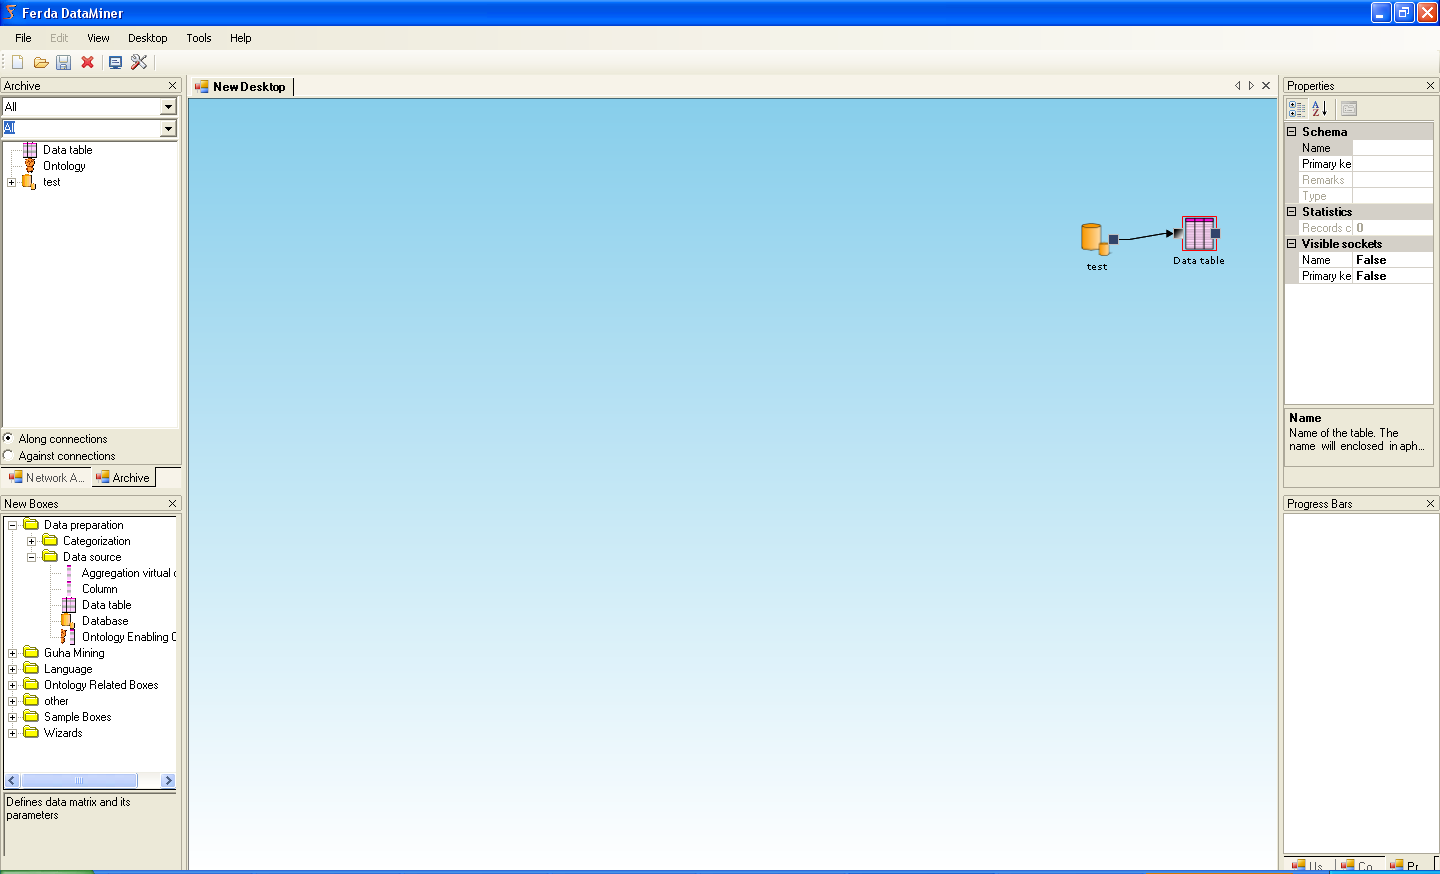 Ferda DataMiner
File Edit View Desktop Tools Help
Archive
All
All
Data table
Ontology
test
Along connections
Against connections
Network A... Archive
New Boxes
Data preparation
Categorization
Data source
Aggregation virtual c
Column
Data table
Database
Ontology Enabling C
Guha Mining
Language
Ontology Related Boxes
other
Sample Boxes
Wizards
Defines data matrix and its
parameters
New Desktop
test
Data table
Properties
Schema
Name
Primary ke
Remarks
Type
Statistics
Records c 0
Visible sockets
Name False
Primary ke False
Name
Name of the table. The
name will enclosed in aph...
Progress Bars
Us Co Pr